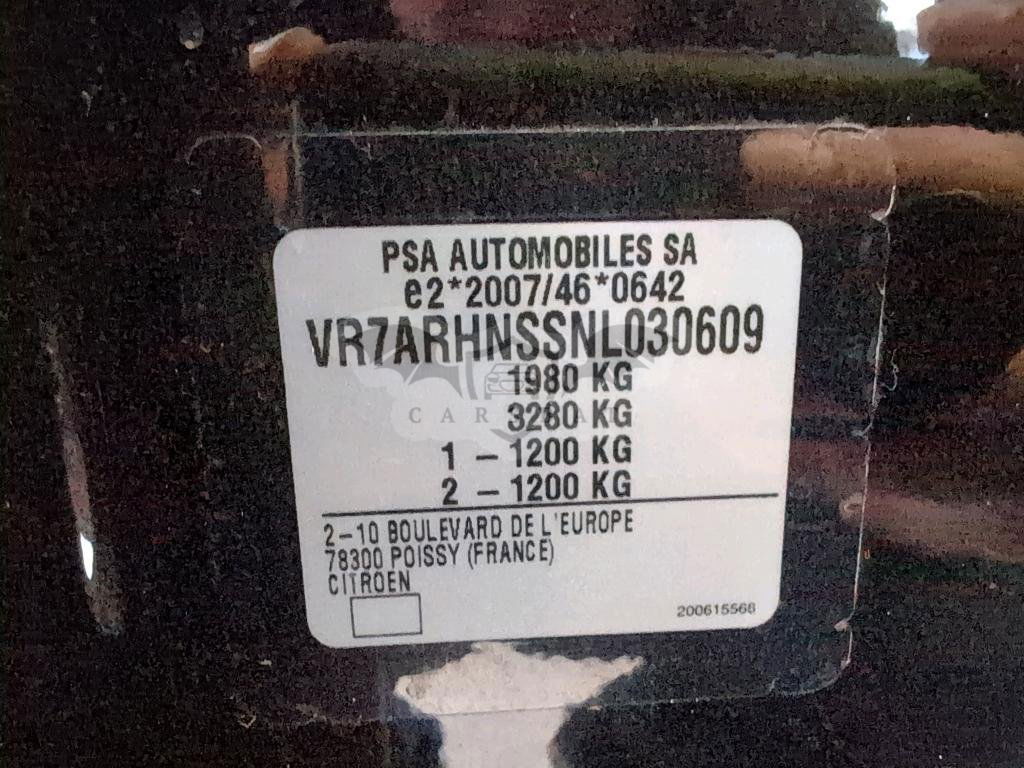 PSA AUTOMOBILES SA
e2*2007/46*0642
VR7ARHNSSNL030609
1980 KG
3280 KG
1 - 1200 KG
2 - 1200 KG
2-10 BOULEVARD DE L'EUROPE
78300 POISSY (FRANCE)
CITROEN
200615568